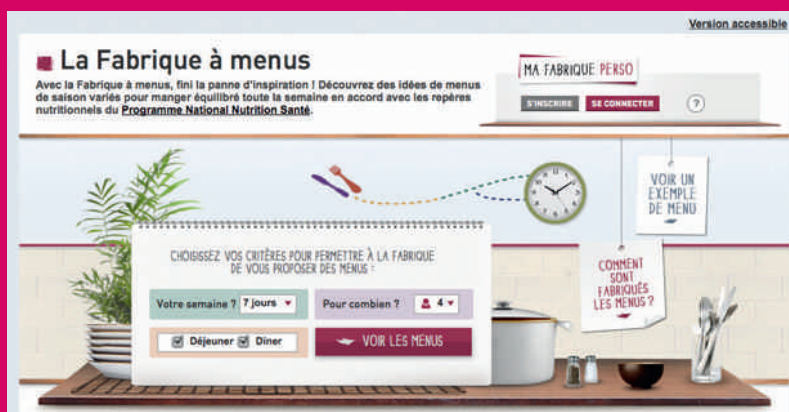 Version accessible
La Fabrique à menus
Avec la Fabrique à menus, fini la panne d'inspiration ! Découvrez des idées de menus
de saison variés pour manger équilibré toute la semaine en accord avec les repères
nutritionnels du Programme National Nutrition Santé.
MA FABRIQUE PERSO
S'INSCRIRE SE CONNECTER ?
VOIR UN
EXEMPLE
DE MENU
CHOISISSEZ VOS CRITÈRES POUR PERMETTRE À LA FABRIQUE
DE VOUS PROPOSER DES MENUS :
COMMENT
SONT
FABRIQUÉS
LES MENUS ?
Votre semaine ? 7 jours
Pour combien ? 4
Déjeuner Dîner
VOIR LES MENUS